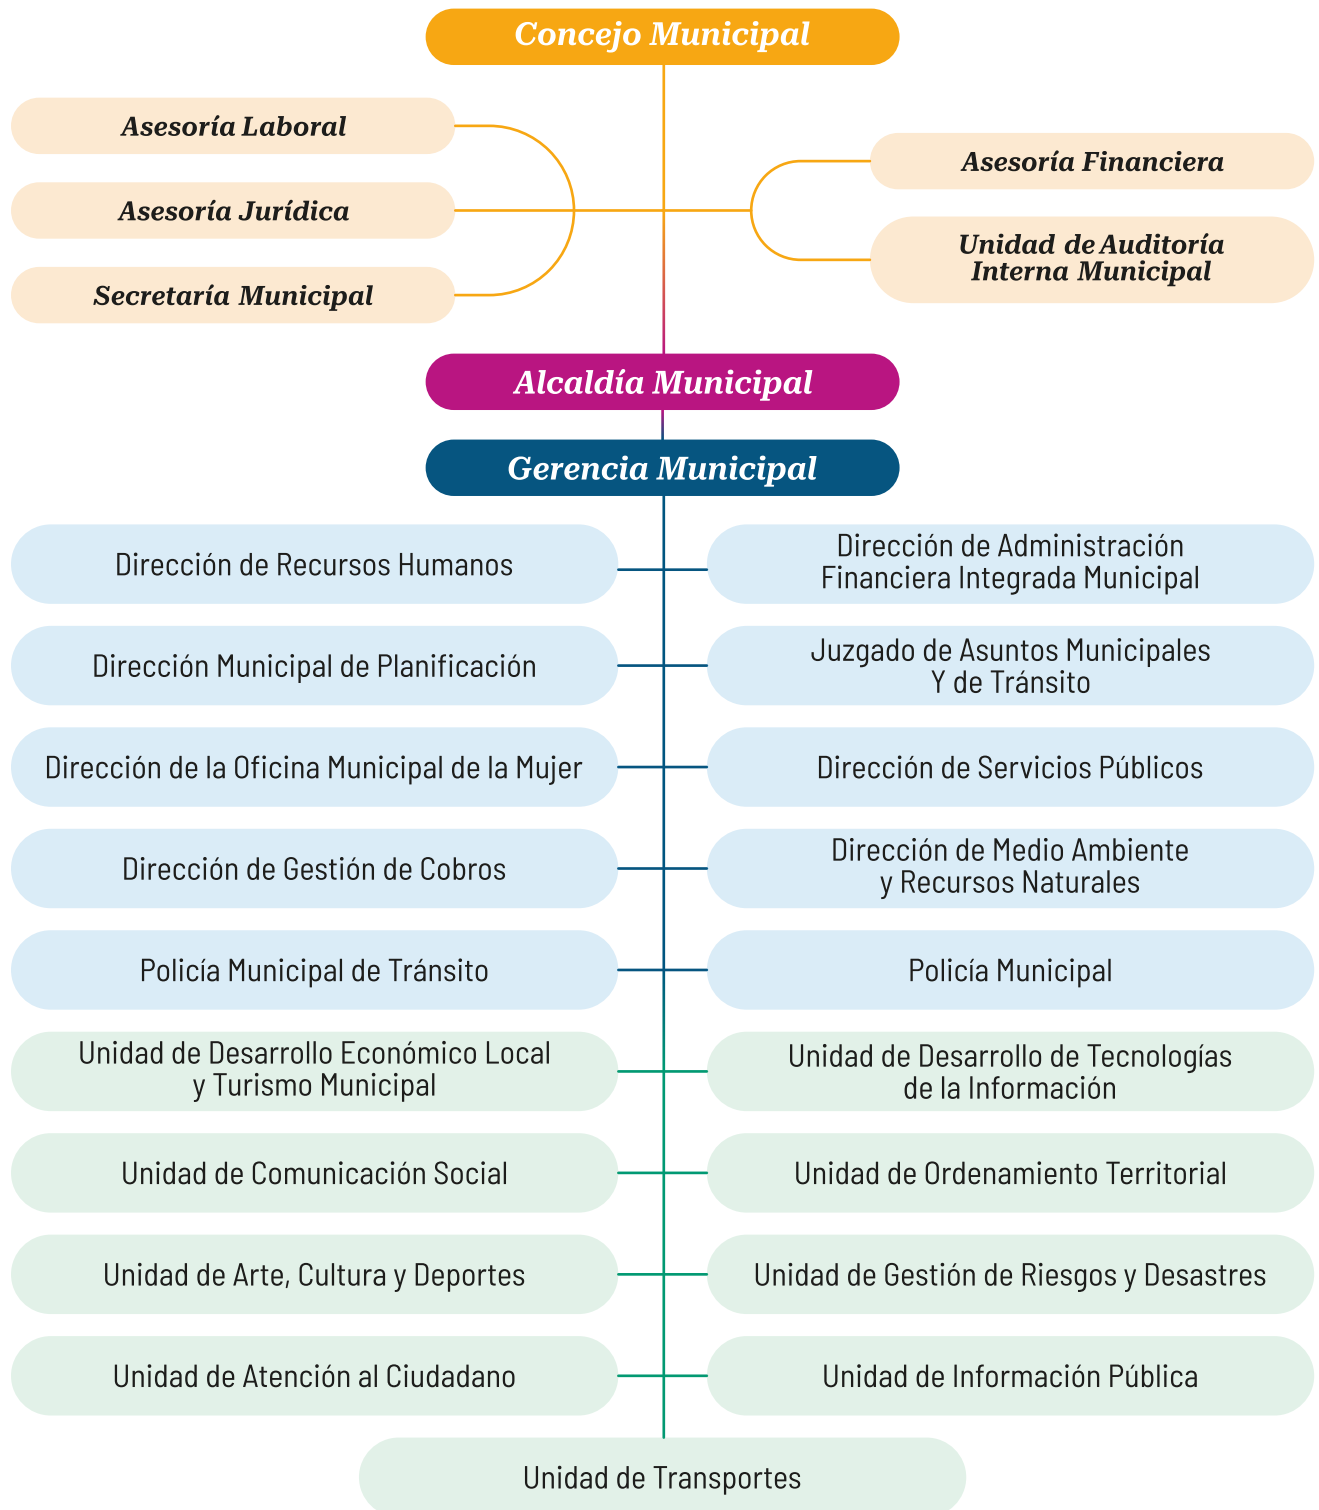 Concejo Municipal
Asesoría Laboral
Asesoría Financiera
Asesoría Jurídica
Unidad de Auditoría
Interna Municipal
Secretaría Municipal
Alcaldía Municipal
Gerencia Municipal
Dirección de Recursos Humanos
Dirección de Administración
Financiera Integrada Municipal
Dirección Municipal de Planificación
Juzgado de Asuntos Municipales
Y de Tránsito
Dirección de la Oficina Municipal de la Mujer
Dirección de Servicios Públicos
Dirección de Gestión de Cobros
Dirección de Medio Ambiente
y Recursos Naturales
Policía Municipal de Tránsito
Policía Municipal
Unidad de Desarrollo Económico Local
y Turismo Municipal
Unidad de Desarrollo de Tecnologías
de la Información
Unidad de Comunicación Social
Unidad de Ordenamiento Territorial
Unidad de Arte, Cultura y Deportes
Unidad de Gestión de Riesgos y Desastres
Unidad de Atención al Ciudadano
Unidad de Información Pública
Unidad de Transportes